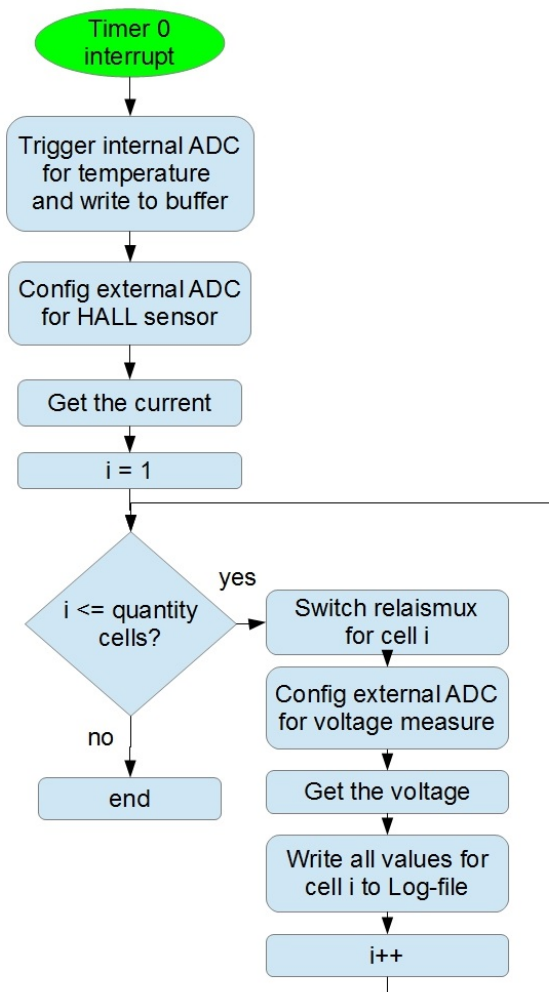 Timer 0
interrupt
Trigger internal ADC
for temperature
and write to buffer
Config external ADC
for HALL sensor
Get the current
i = 1
i <= quantity
cells?
yes
Switch relaismux
for cell i
Config external ADC
for voltage measure
no
end
Get the voltage
Write all values for
cell i to Log-file
i++